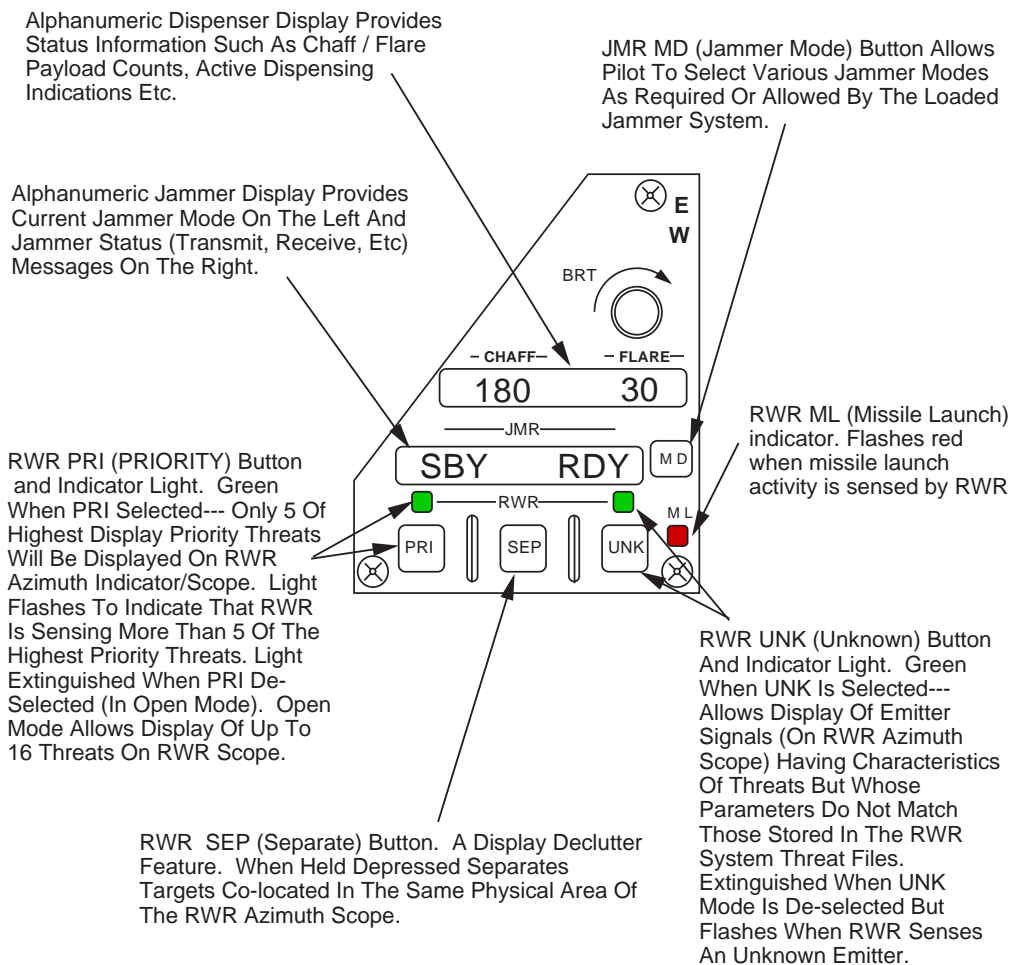 Alphanumeric Dispenser Display Provides
Status Information Such As Chaff / Flare
Payload Counts, Active Dispensing
Indications Etc.
JMR MD (Jammer Mode) Button Allows
Pilot To Select Various Jammer Modes
As Required Or Allowed By The Loaded
Jammer System.
Alphanumeric Jammer Display Provides
Current Jammer Mode On The Left And
Jammer Status (Transmit, Receive, Etc)
Messages On The Right.
E
W
BRT
CHAFF
FLARE
180
30
JMR
SBY RDY
M D
RWR
M L
PRI
SEP
UNK
RWR ML (Missile Launch)
indicator. Flashes red
when missile launch
activity is sensed by RWR
RWR PRI (PRIORITY) Button
and Indicator Light. Green
When PRI Selected--- Only 5 Of
Highest Display Priority Threats
Will Be Displayed On RWR
Azimuth Indicator/Scope. Light
Flashes To Indicate That RWR
Is Sensing More Than 5 Of The
Highest Priority Threats. Light
Extinguished When PRI De-
Selected (In Open Mode). Open
Mode Allows Display Of Up To
16 Threats On RWR Scope.
RWR UNK (Unknown) Button
And Indicator Light. Green
When UNK Is Selected---
Allows Display Of Emitter
Signals (On RWR Azimuth
Scope) Having Characteristics
Of Threats But Whose
Parameters Do Not Match
Those Stored In The RWR
System Threat Files.
Extinguished When UNK
Mode Is De-selected But
Flashes When RWR Senses
An Unknown Emitter.
RWR SEP (Separate) Button. A Display Declutter
Feature. When Held Depressed Separates
Targets Co-located In The Same Physical Area Of
The RWR Azimuth Scope.